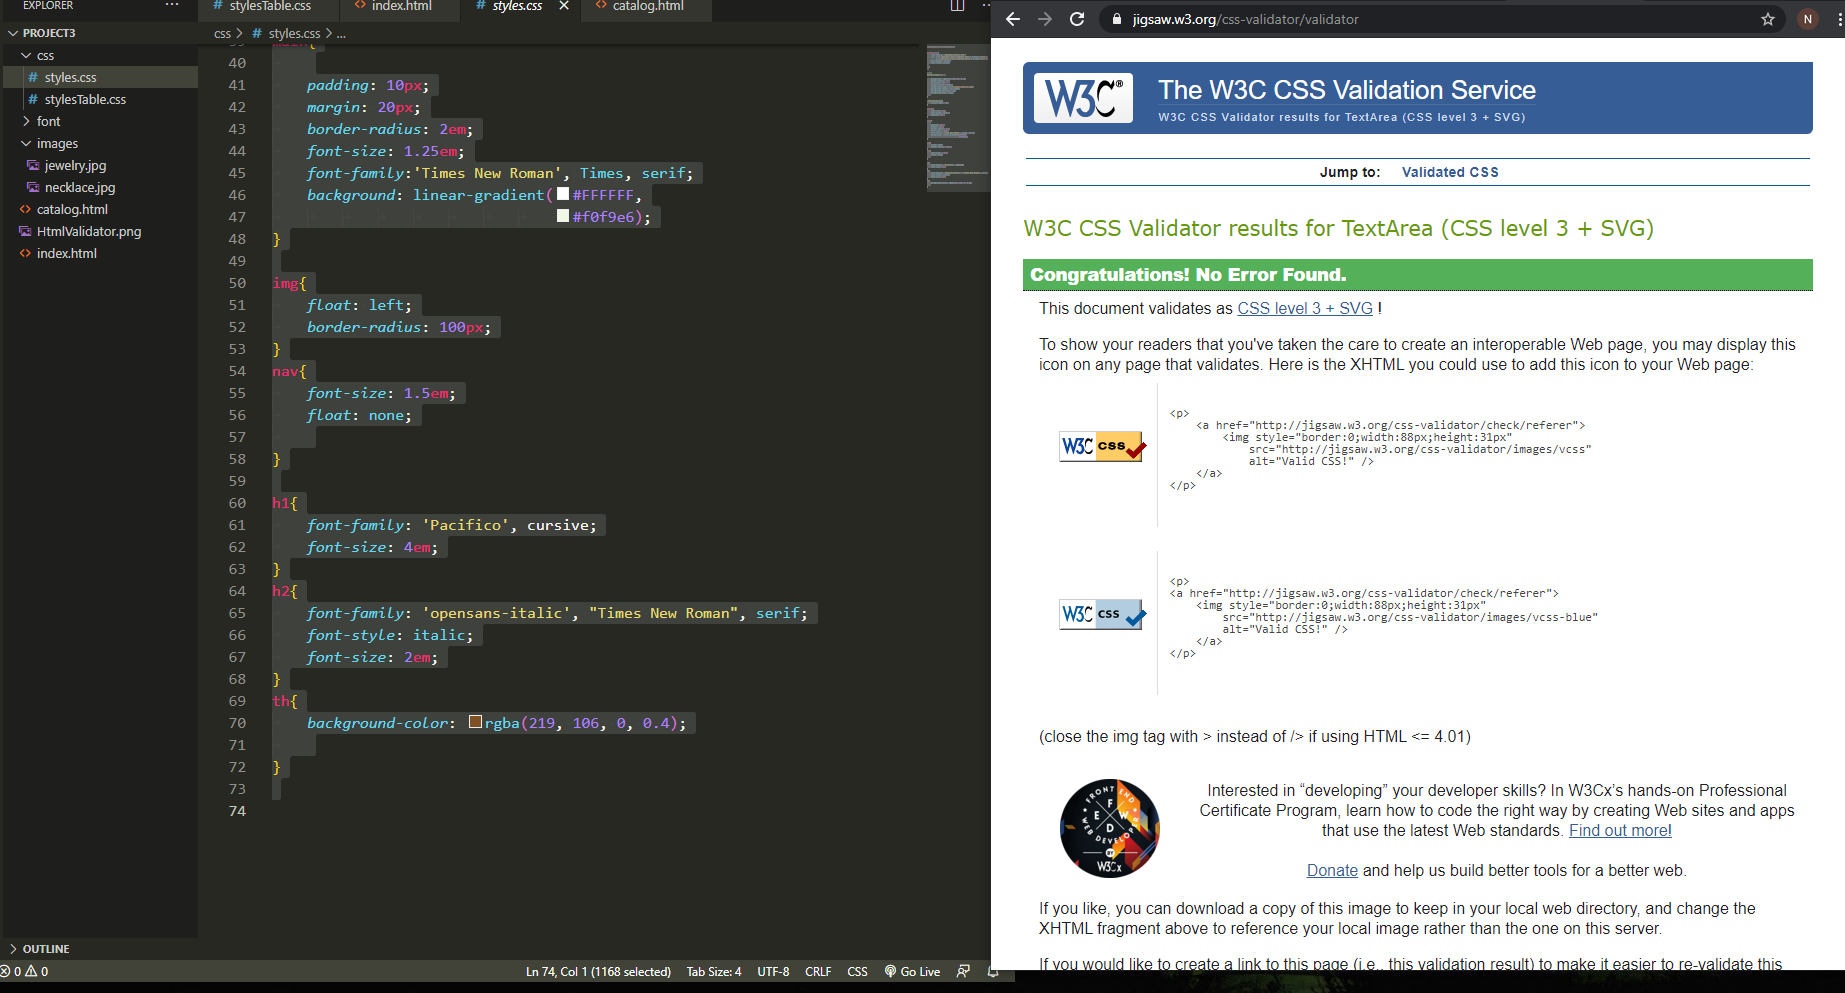 EXPLORER
···
PROJECT3
css
# styles.css
# stylesTable.css
font
images
jewelry.jpg
necklace.jpg
catalog.html
HtmlValidator.png
index.html
OUTLINE
# stylesTable.css
<> index.html
# styles.css ×
<> catalog.html
css > # styles.css > ...
39 main{
40
41 padding: 10px;
42 margin: 20px;
43 border-radius: 2em;
44 font-size: 1.25em;
45 font-family:'Times New Roman', Times, serif;
46 background: linear-gradient(#FFFFFF,
47 #f0f9e6);
48 }
49
50 img{
51 float: left;
52 border-radius: 100px;
53 }
54 nav{
55 font-size: 1.5em;
56 float: none;
57
58 }
59
60 h1{
61 font-family: 'Pacifico', cursive;
62 font-size: 4em;
63 }
64 h2{
65 font-family: 'opensans-italic', "Times New Roman", serif;
66 font-style: italic;
67 font-size: 2em;
68 }
69 th{
70 background-color: rgba(219, 106, 0, 0.4);
71
72 }
73
74
0 0
Ln 74, Col 1 (1168 selected) Tab Size: 4 UTF-8 CRLF CSS Go Live
jigsaw.w3.org/css-validator/validator
N
W3C®
The W3C CSS Validation Service
W3C CSS Validator results for TextArea (CSS level 3 + SVG)
Jump to: Validated CSS
W3C CSS Validator results for TextArea (CSS level 3 + SVG)
Congratulations! No Error Found.
This document validates as CSS level 3 + SVG !
To show your readers that you've taken the care to create an interoperable Web page, you may display this
icon on any page that validates. Here is the XHTML you could use to add this icon to your Web page:
W3C css
<p>
<a href="http://jigsaw.w3.org/css-validator/check/referer">
<img style="border:0;width:88px;height:31px"
src="http://jigsaw.w3.org/css-validator/images/vcss"
alt="Valid CSS!" />
</a>
</p>
W3C css
<p>
<a href="http://jigsaw.w3.org/css-validator/check/referer">
<img style="border:0;width:88px;height:31px"
src="http://jigsaw.w3.org/css-validator/images/vcss-blue"
alt="Valid CSS!" />
</a>
</p>
(close the img tag with > instead of /> if using HTML <= 4.01)
FRONT END
WEB DEVELOPER
F
E W
D
BY
W3Cx
Interested in “developing” your developer skills? In W3Cx’s hands-on Professional
Certificate Program, learn how to code the right way by creating Web sites and apps
that use the latest Web standards. Find out more!
Donate and help us build better tools for a better web.
If you like, you can download a copy of this image to keep in your local web directory, and change the
XHTML fragment above to reference your local image rather than the one on this server.
If you would like to create a link to this page (i.e., this validation result) to make it easier to re-validate this